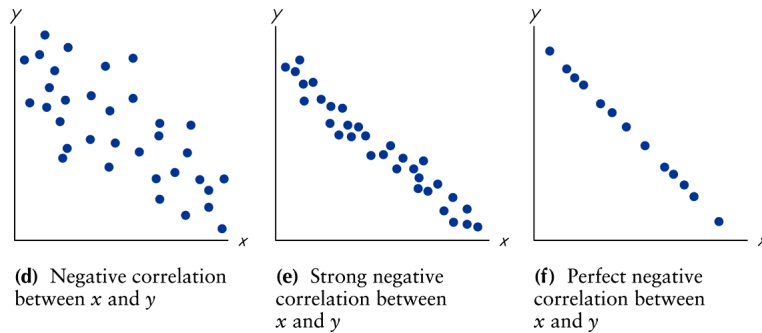 y
y
y
x
x
x
(d) Negative correlation
between x and y
(e) Strong negative
correlation between
x and y
(f) Perfect negative
correlation between
x and y